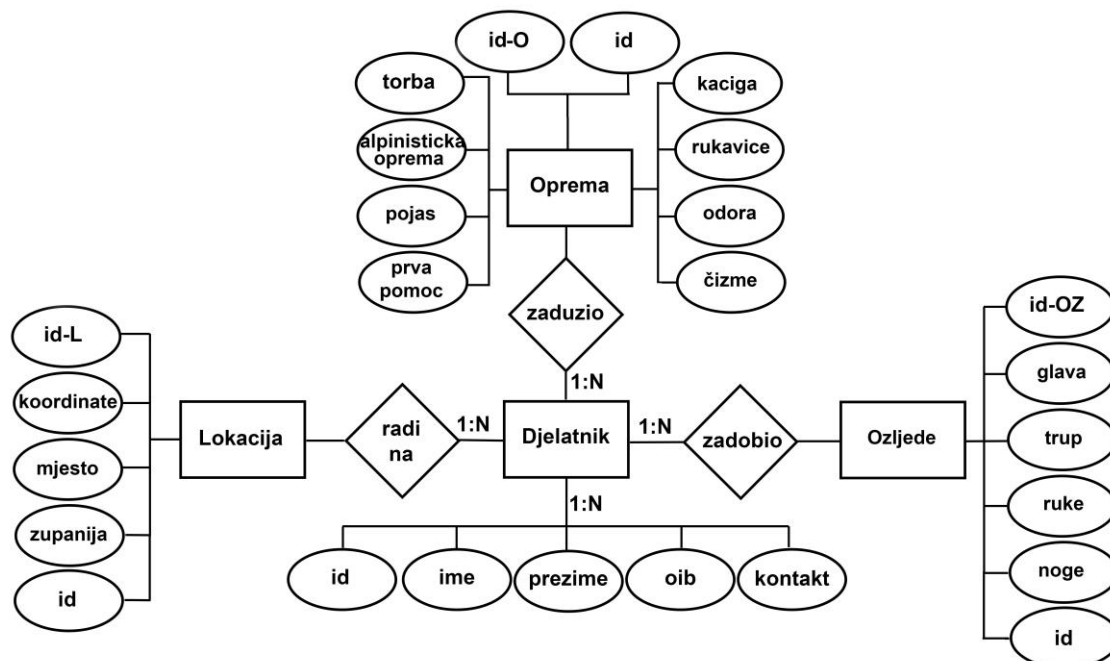 id-O
id
torba
kaciga
alpinisticka
oprema
rukavice
Oprema
pojas
odora
prva
pomoc
čizme
zaduzio
id-L
id-OZ
koordinate
glava
1:N
Lokacija
radi
na
1:N
Djelatnik
1:N
zadobio
Ozljede
trup
mjesto
1:N
ruke
zupanija
id
ime
prezime
oib
kontakt
noge
id
id